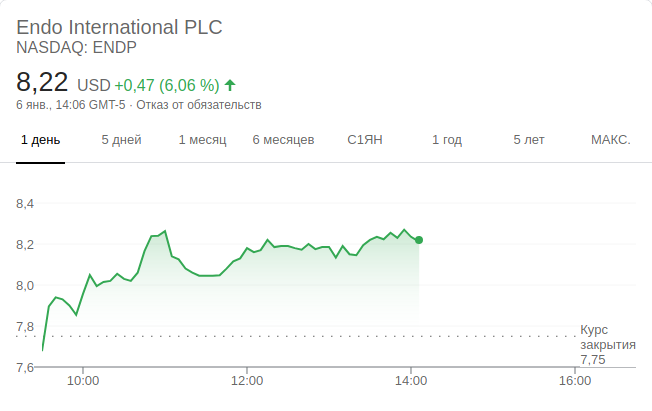 Endo International PLC
NASDAQ: ENDP
8,22 USD +0,47 (6,06 %)
6 янв., 14:06 GMT-5 · Отказ от обязательств
1 день 5 дней 1 месяц 6 месяцев С1ЯН 1 год 5 лет МАКС.
8,4
8,2
8,0
7,8
Курс
закрытия
7,75
7,6
10:00 12:00 14:00 16:00